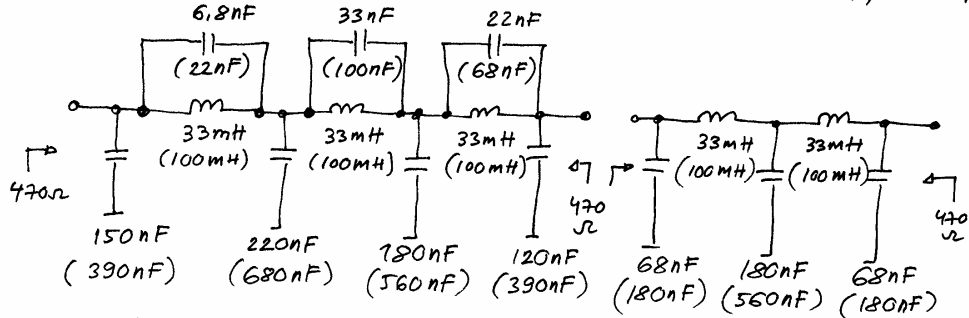 6,8nF
(22nF)
33nF
(100nF)
22nF
(68nF)
33mH
(100mH)
33mH
(100mH)
33mH
(100mH)
470Ω
150nF
(390nF)
220nF
(680nF)
180nF
(560nF)
120nF
(390nF)
470
Ω
33mH
(100mH)
33mH
(100mH)
68nF
(180nF)
180nF
(560nF)
68nF
(180nF)
470
Ω